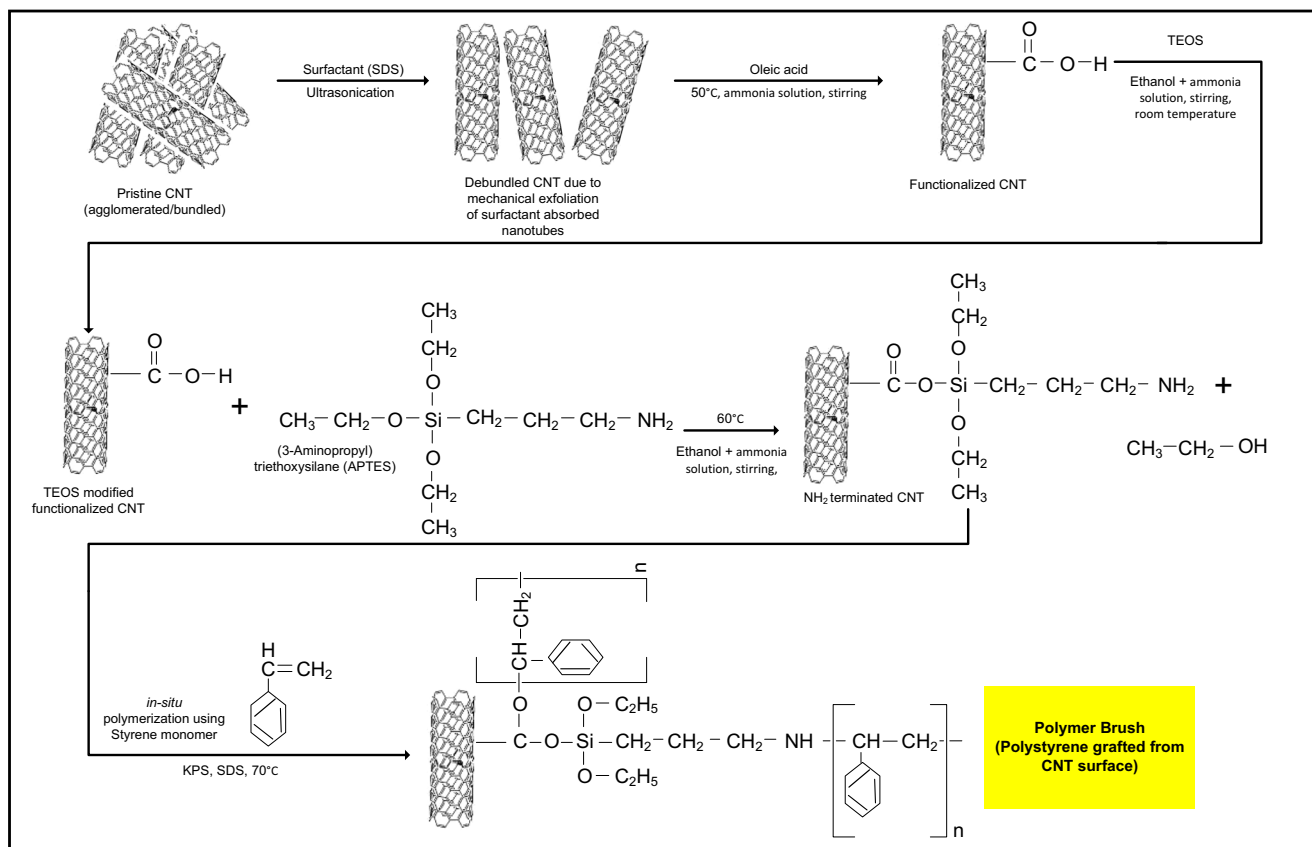 Surfactant (SDS)
Ultrasonication
Oleic acid
50°C, ammonia solution, stirring
O
C
O
H
TEOS
Ethanol + ammonia
solution, stirring,
room temperature
Pristine CNT
(agglomerated/bundled)
Debundled CNT due to
mechanical exfoliation
of surfactant absorbed
nanotubes
Functionalized CNT
O
C
O
H
TEOS modified
functionalized CNT
+
CH3
CH2
O
CH3 CH2 O Si CH2 CH2 CH2 NH2
O
CH2
CH3
(3-Aminopropyl)
triethoxysilane (APTES)
60°C
Ethanol + ammonia
solution, stirring,
CH3
CH2
O
O
C O Si CH2 CH2 CH2 NH2
O
CH2
CH3
NH2 terminated CNT
+
CH3 CH2 OH
H
C CH2
in-situ
polymerization using
Styrene monomer
KPS, SDS, 70°C
n
CH2
CH
O
O C2H5
C O Si CH2 CH2 CH2 NH CH CH2
O C2H5
n
Polymer Brush
(Polystyrene grafted from
CNT surface)